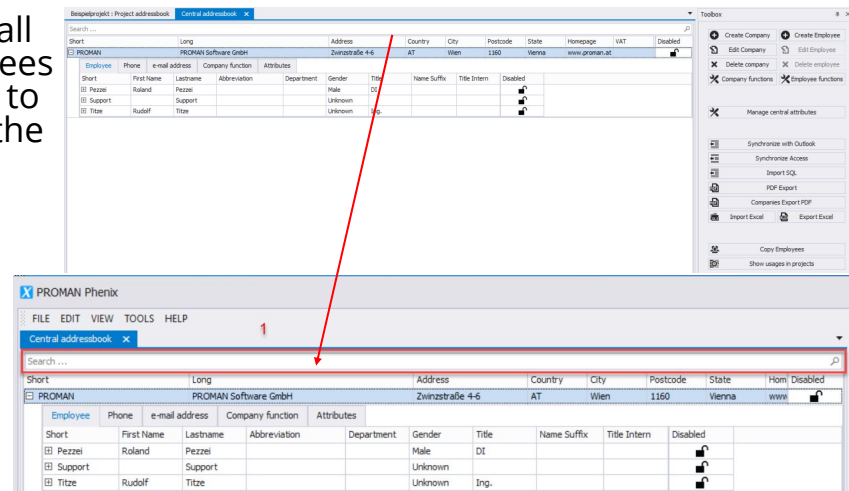 all
ees
to
the
Beispielprojekt : Project addressbook Central addressbook ×
Toolbox
Search ...
Short Long Address Country City Postcode State Homepage VAT Disabled
PROMAN PROMAN Software GmbH Zwinzstraße 4-6 AT Wien 1160 Vienna www.proman.at
Employee Phone e-mail address Company function Attributes
Short First Name Lastname Abbreviation Department Gender Title Name Suffix Title Intern Disabled
Pezzei Roland Pezzei Male DI
Support Support Unknown
Titze Rudolf Titze Unknown Ing.
Create Company Create Employee
Edit Company Edit Employee
Delete company Delete employee
Company functions Employee functions
Manage central attributes
Synchronize with Outlook
Synchronize Access
Import SQL
PDF Export
Companies Export PDF
Import Excel Export Excel
Copy Employees
Show usages in projects
PROMAN Phenix
FILE EDIT VIEW TOOLS HELP
1
Central addressbook ×
Search ...
Short Long Address Country City Postcode State Hom Disabled
PROMAN PROMAN Software GmbH Zwinzstraße 4-6 AT Wien 1160 Vienna www
Employee Phone e-mail address Company function Attributes
Short First Name Lastname Abbreviation Department Gender Title Name Suffix Title Intern Disabled
Pezzei Roland Pezzei Male DI
Support Support Unknown
Titze Rudolf Titze Unknown Ing.